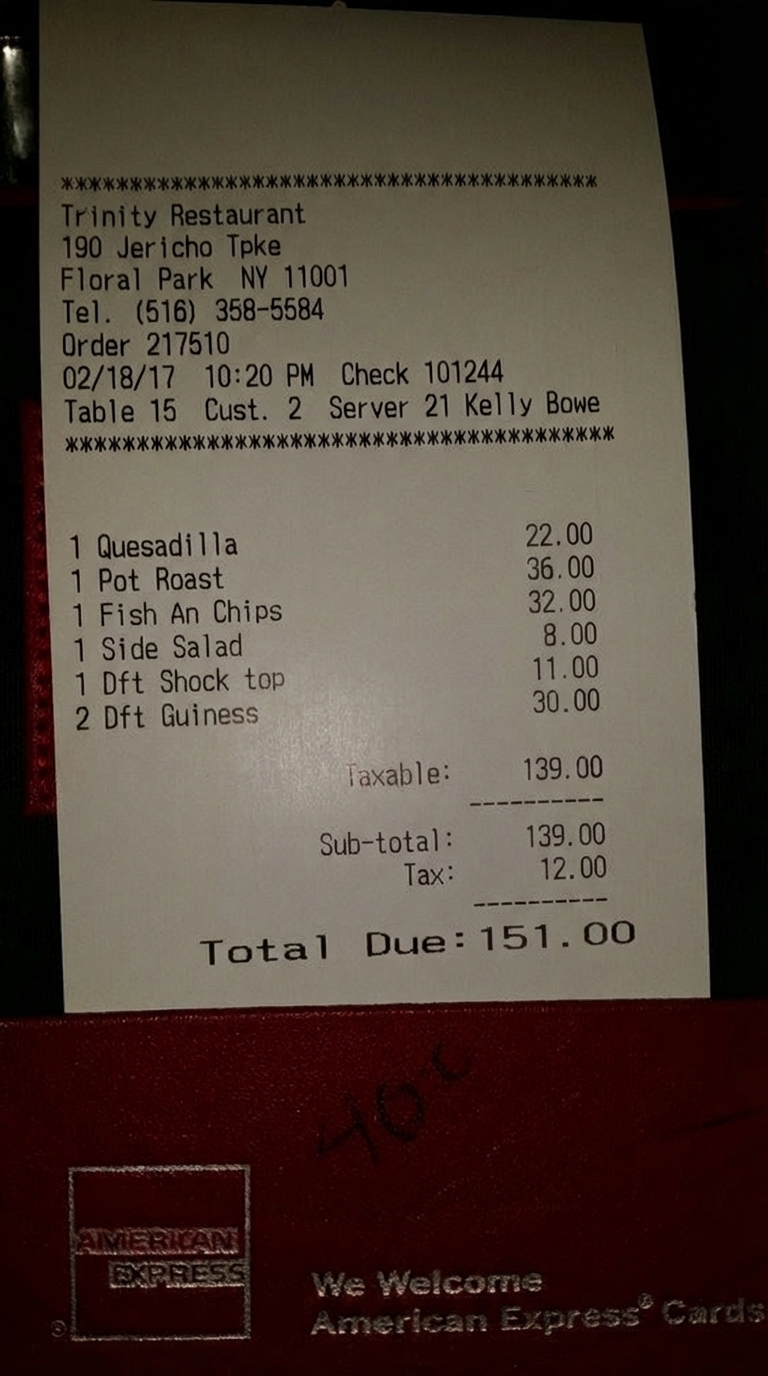 ***************************************
Trinity Restaurant
190 Jericho Tpke
Floral Park  NY 11001
Tel. (516) 358-5584
Order 217510
02/18/17  10:20 PM  Check 101244
Table 15  Cust. 2  Server 21 Kelly Bowe
***************************************
1 Quesadilla 22.00
1 Pot Roast 36.00
1 Fish An Chips 32.00
1 Side Salad 8.00
1 Dft Shock top 11.00
2 Dft Guiness 30.00
Taxable: 139.00
----------
Sub-total: 139.00
Tax: 12.00
----------
Total Due:151.00
AMERICAN
EXPRESS
®
We Welcome
American Express® Cards